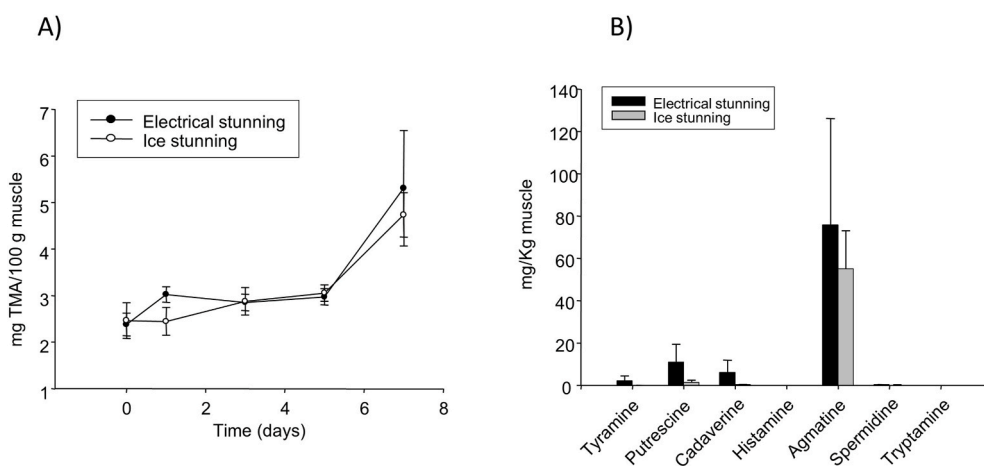 A)
B)
7
6
5
4
3
2
1
mg TMA/100 g muscle
Electrical stunning
Ice stunning
0 2 4 6 8
Time (days)
140
120
100
80
60
40
20
0
mg/Kg muscle
Electrical stunning
Ice stunning
Tyramine
Putrescine
Cadaverine
Histamine
Agmatine
Spermidine
Tryptamine